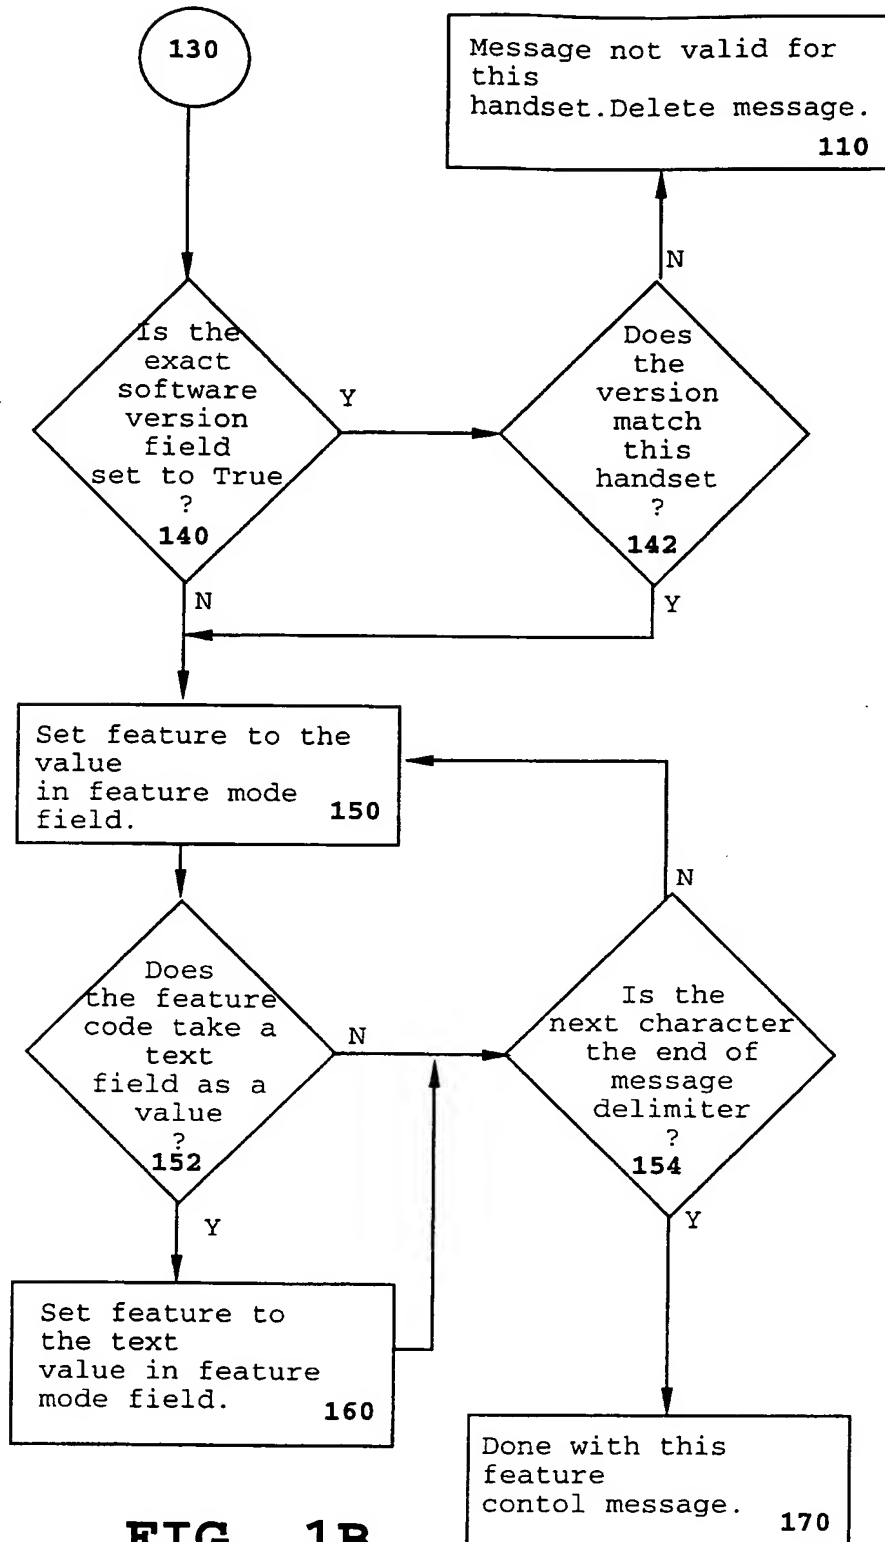 130
Message not valid for
this
handset.Delete message.
110
Is the
exact
software
version
field
set to True
?
140
Y
N
Does
the
version
match
this
handset
?
142
N
Y
Set feature to the
value
in feature mode
field.
150
Does
the feature
code take a
text
field as a
value
?
152
N
Y
Is the
next character
the end of
message
delimiter
?
154
N
Y
Set feature to
the text
value in feature
mode field.
160
Done with this
feature
contol message.
170
FIG. 1B